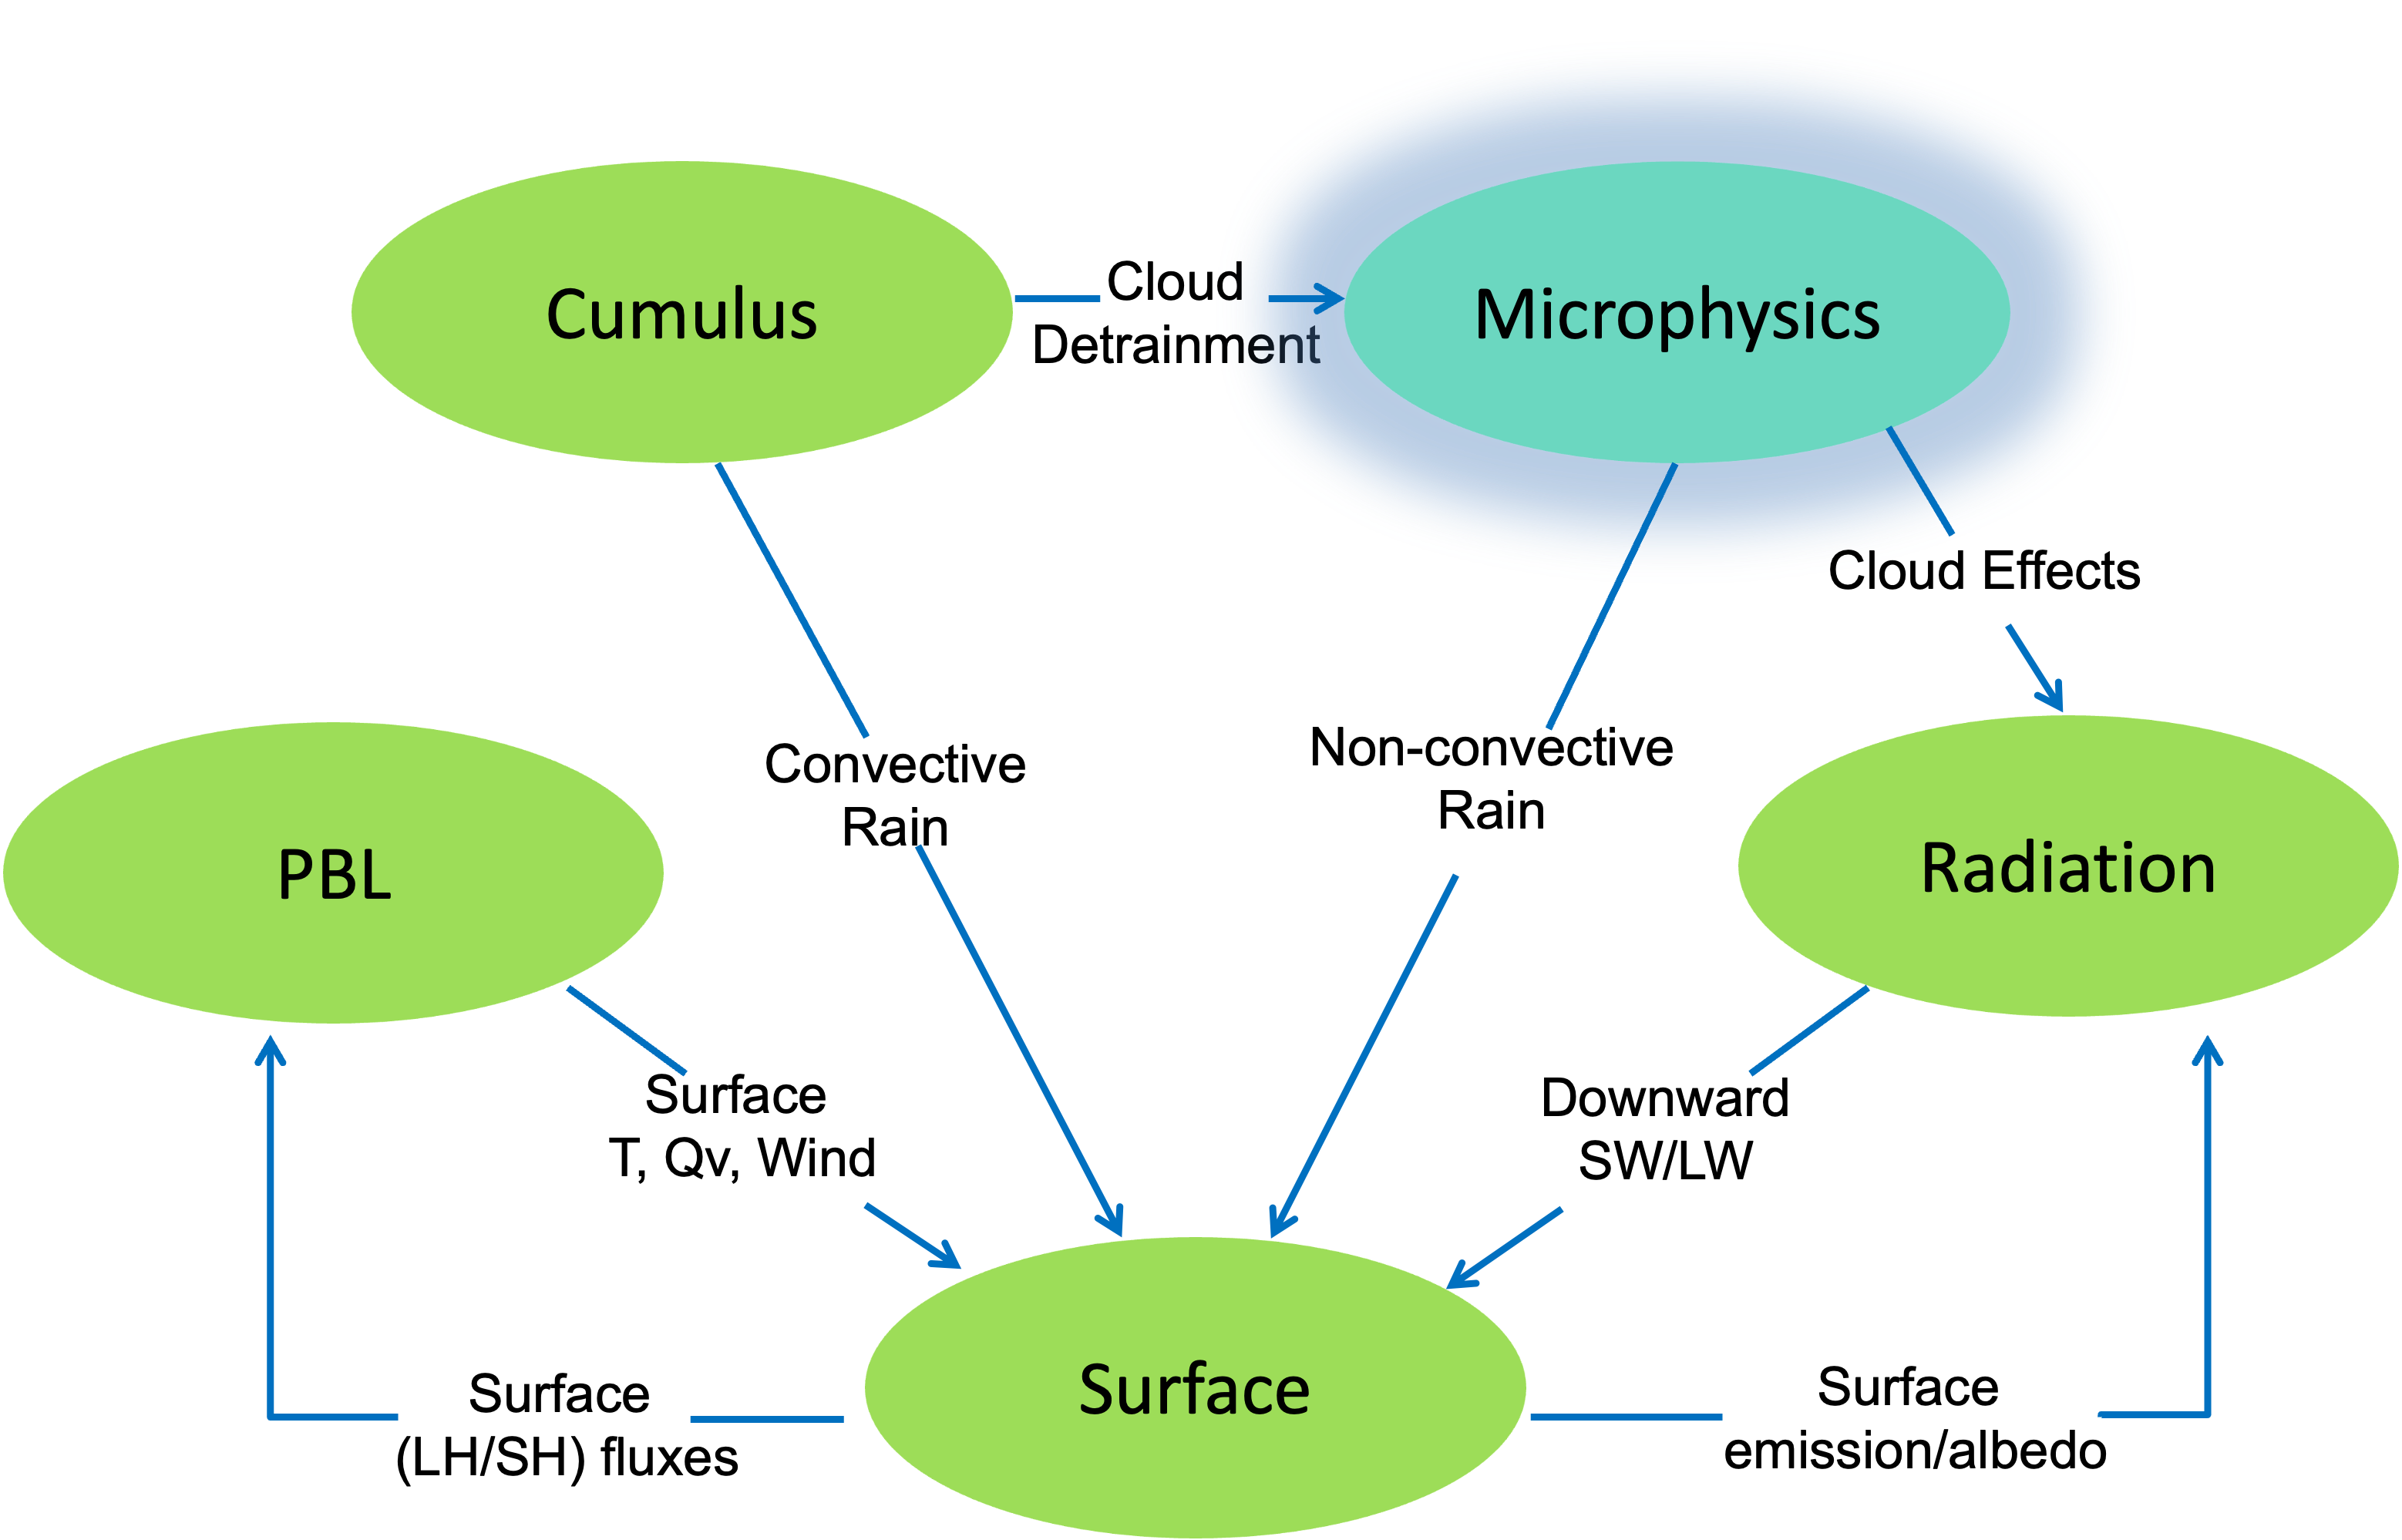 Cumulus
Cloud
Detrainment
Microphysics
Cloud Effects
Convective
Rain
Non-convective
Rain
PBL
Radiation
Surface
T, Qv, Wind
Downward
SW/LW
Surface
Surface
(LH/SH) fluxes
Surface
emission/albedo